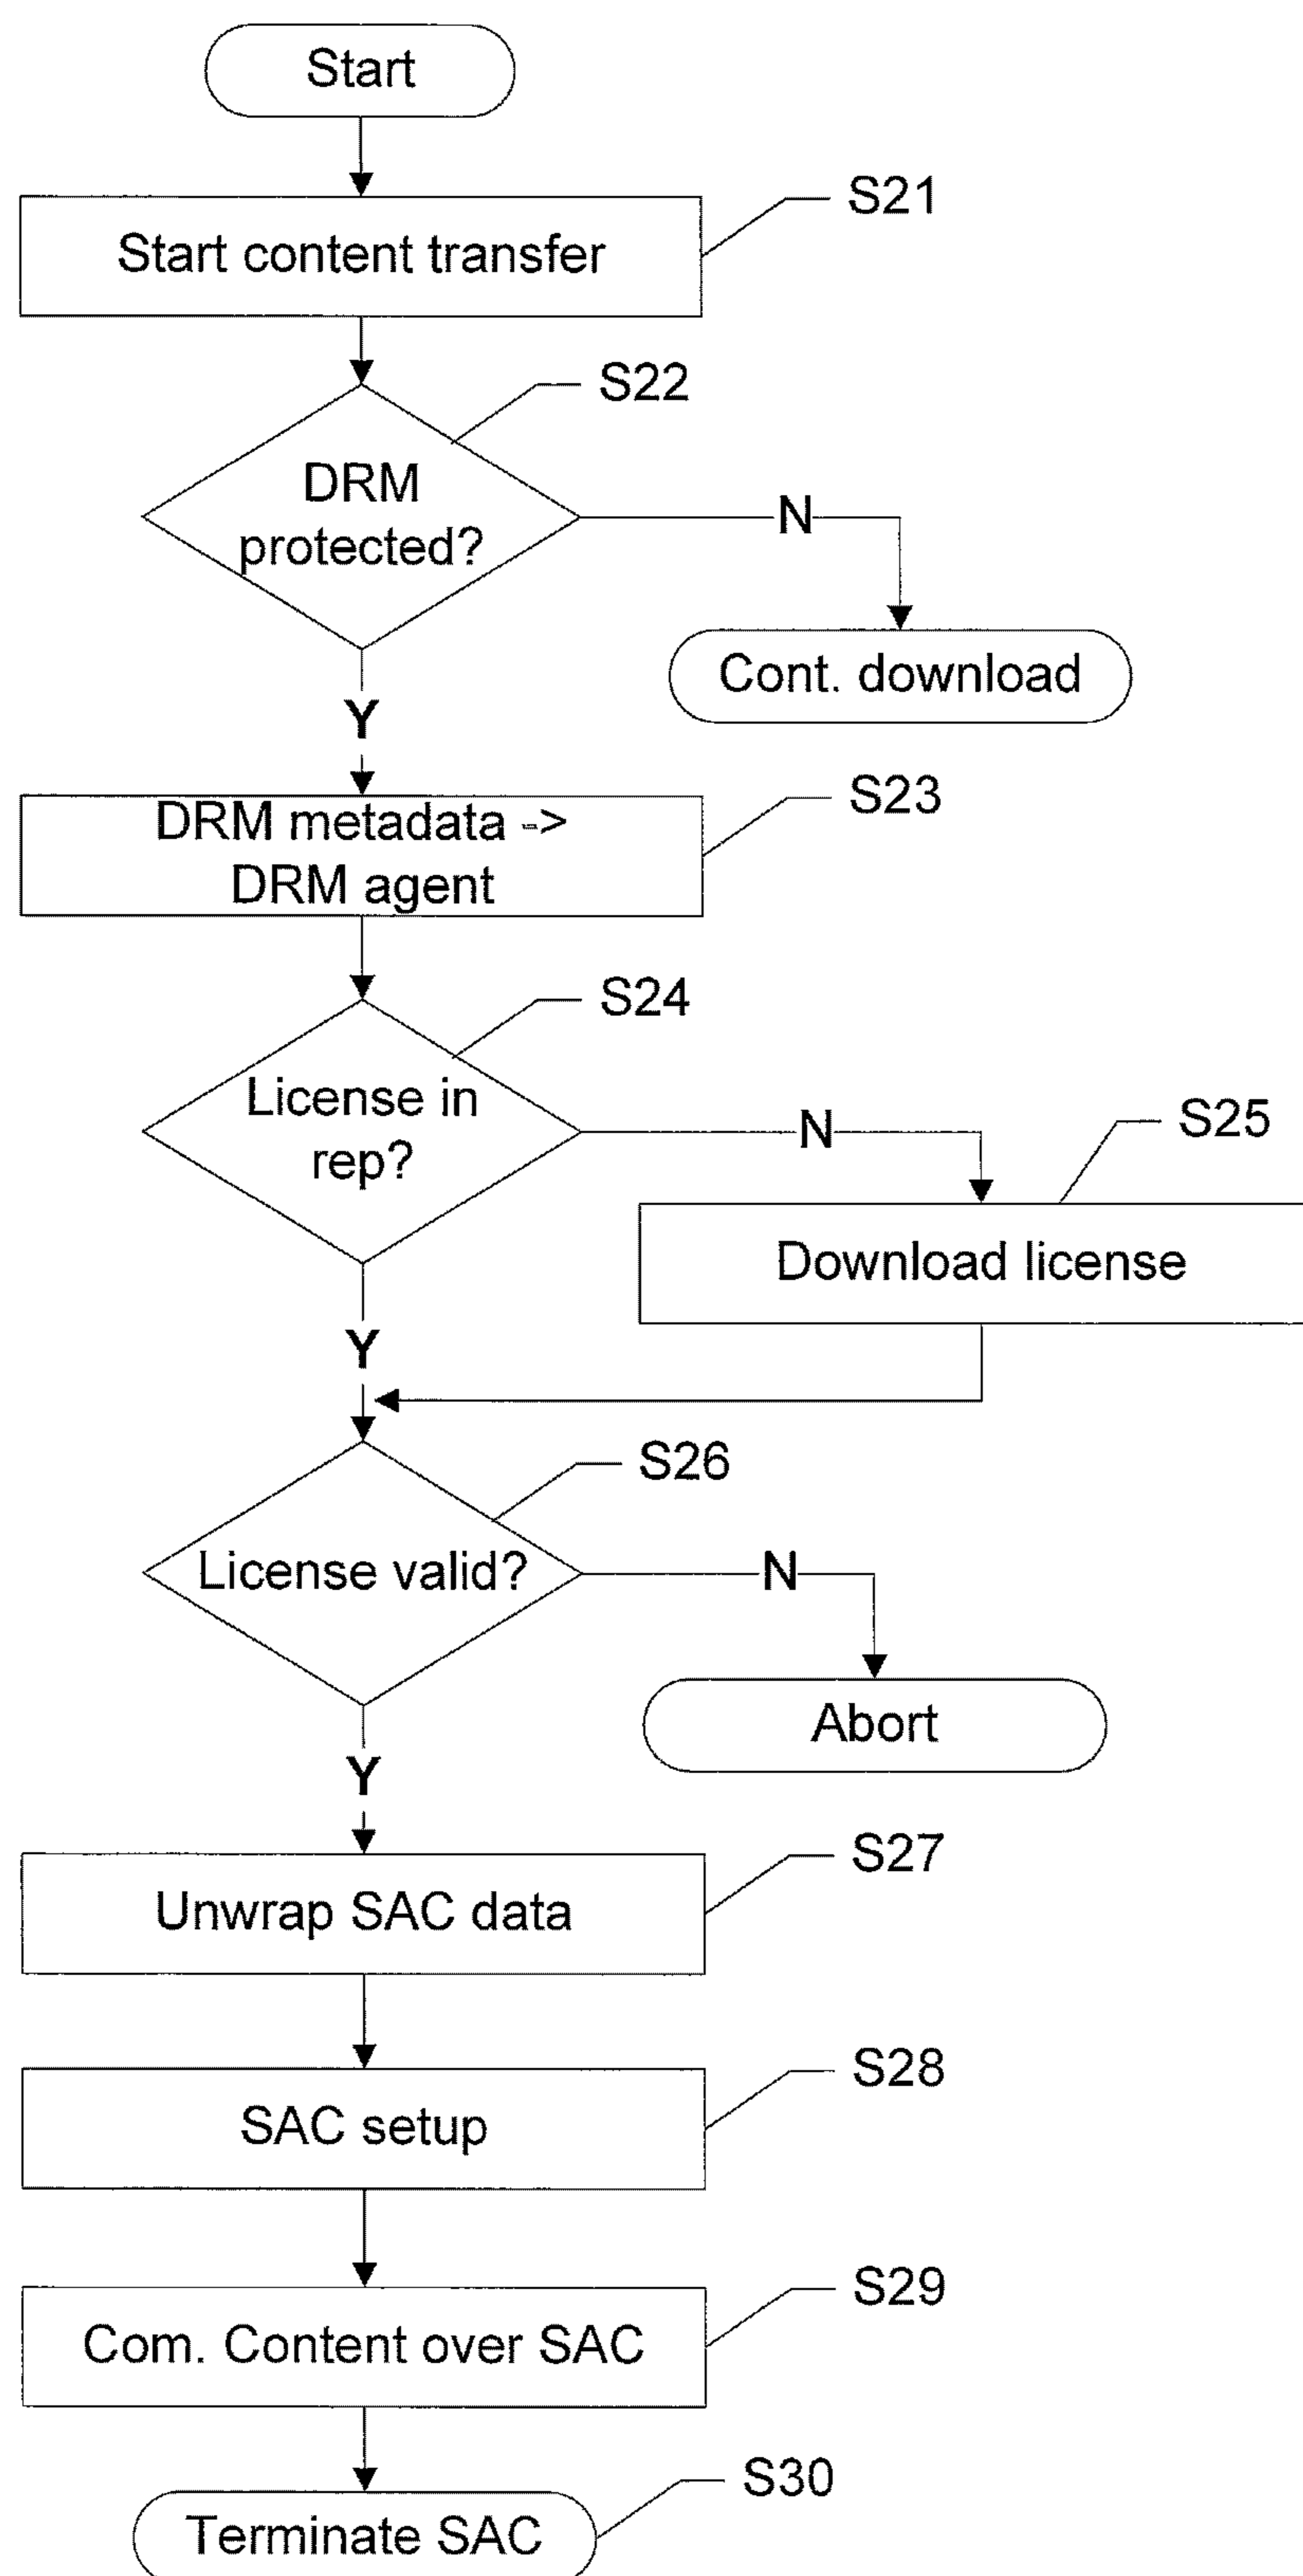 Start
S21
Start content transfer
S22
DRM
protected?
N
Cont. download
Y
S23
DRM metadata ->
DRM agent
S24
License in
rep?
N
S25
Download license
Y
S26
License valid?
N
Abort
Y
S27
Unwrap SAC data
S28
SAC setup
S29
Com. Content over SAC
S30
Terminate SAC